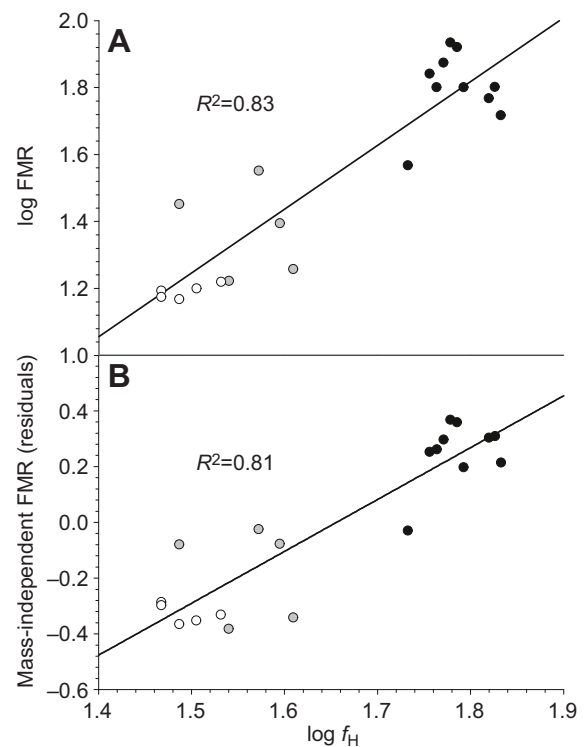 A
R²=0.83
log FMR
2.0
1.8
1.6
1.4
1.2
1.0
B
R²=0.81
Mass-independent FMR (residuals)
0.4
0.2
0.0
–0.2
–0.4
–0.6
1.4 1.5 1.6 1.7 1.8 1.9
log fH